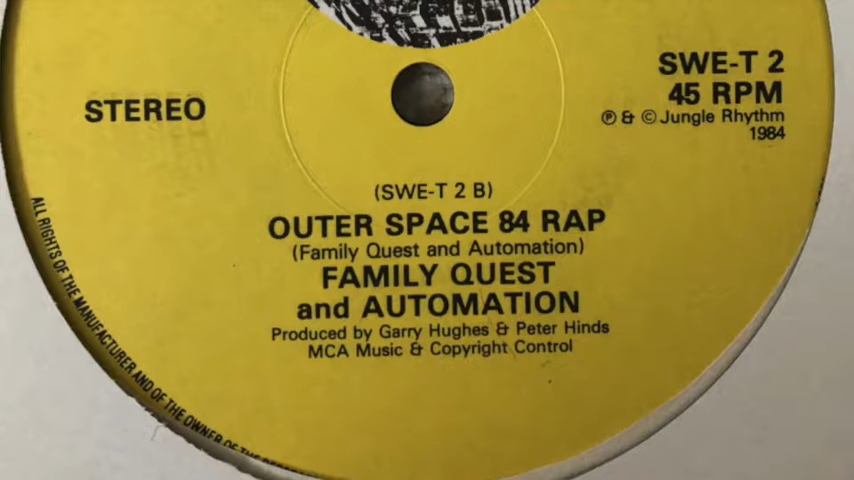 STEREO
SWE-T 2
45 RPM
Ⓟ & © Jungle Rhythm
1984
(SWE-T 2 B)
OUTER SPACE 84 RAP
(Family Quest and Automation)
FAMILY QUEST
and AUTOMATION
Produced by Garry Hughes & Peter Hinds
MCA Music & Copyright Control
ALL RIGHTS OF THE MANUFACTURER AND OF THE OWNER OF THE